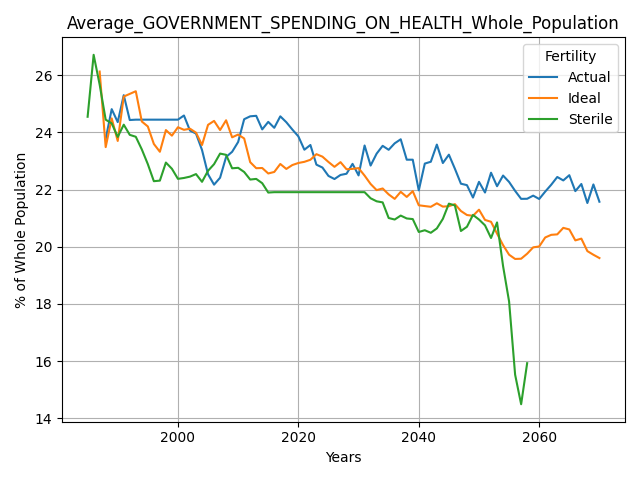 Average_GOVERNMENT_SPENDING_ON_HEALTH_Whole_Population
Fertility
Actual
Ideal
Sterile
% of Whole Population
26
24
22
20
18
16
14
2000 2020 2040 2060
Years